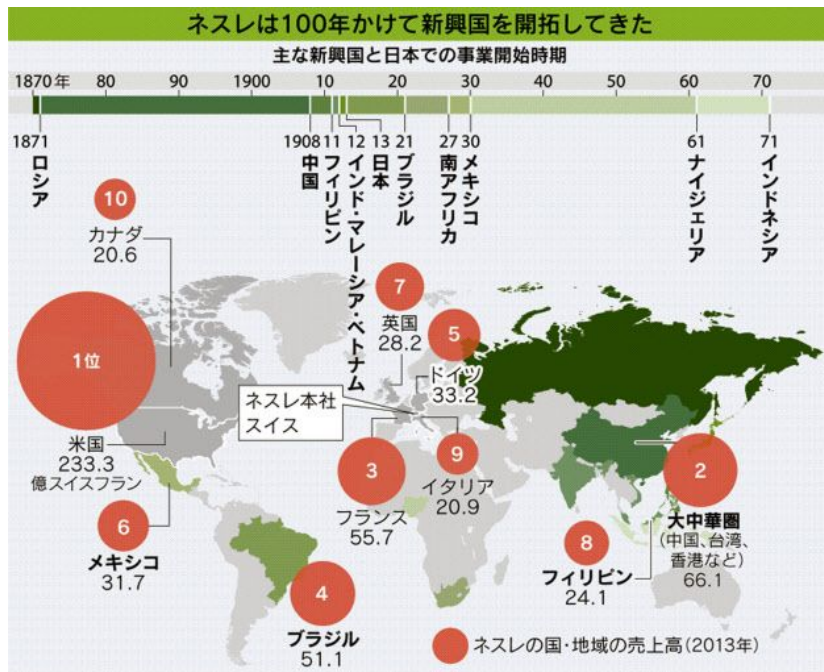 ネスレは100年かけて新興国を開拓してきた
主な新興国と日本での事業開始時期
1870年 80 90 1900 10 20 30 40 50 60 70
1871 1908 11 12 13 21 27 30 61 71
ロシア
中国
フィリピン
インド・マレーシア・ベトナム
日本
ブラジル
南アフリカ
メキシコ
ナイジェリア
インドネシア
10
カナダ
20.6
1位
米国
233.3
億スイスフラン
7
英国
28.2
5
ドイツ
33.2
ネスレ本社
スイス
3
フランス
55.7
9
イタリア
20.9
2
大中華圏
(中国、台湾、
香港など)
66.1
6
メキシコ
31.7
8
フィリピン
24.1
4
ブラジル
51.1
ネスレの国・地域の売上高(2013年)